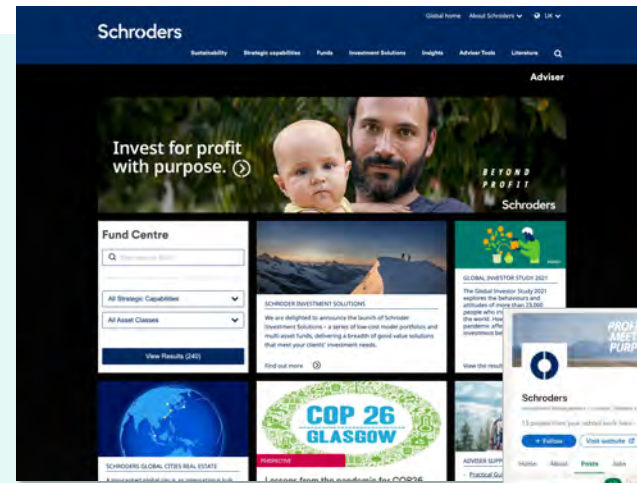 Global home About Schroders UK
Schroders
Sustainability Strategic capabilities Funds Investment Solutions Insights Adviser Tools Literature
Adviser
Invest for profit
with purpose.
BEYOND
PROFIT
Schroders
Fund Centre
All Strategic Capabilities
All Asset Classes
View Results (240)
SCHRODER INVESTMENT SOLUTIONS
We are delighted to announce the launch of Schroder
Investment Solutions – a series of low cost model portfolios and
multi asset funds, delivering a breadth of good value solutions
that meet your clients' investment needs.
Find out more
GLOBAL INVESTOR STUDY 2021
The Global Investor Study 2021
explores the behaviours and
attitudes of more than 23,000
people who
the world. How
pandemic
investment
View the
SCHRODERS GLOBAL CITIES REAL ESTATE
COP 26
GLASGOW
PERSPECTIVE
Lessons from the pandemic for COP26
ADVISER
Practical
Schroders
+ Follow
Visit website
Home About Posts Jobs